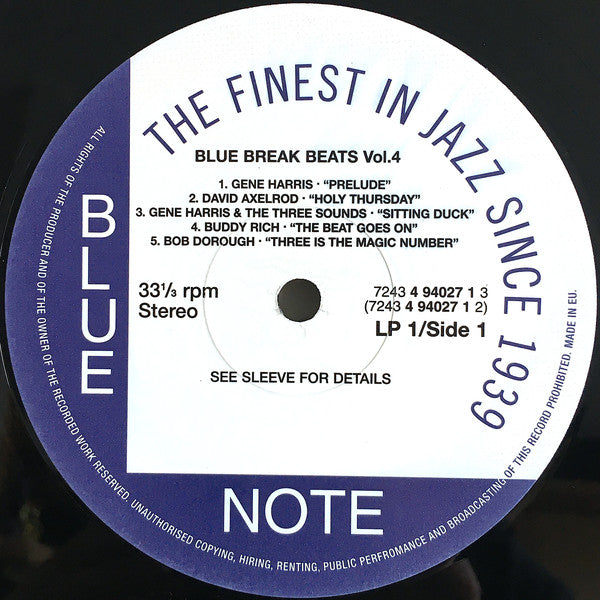 THE FINEST IN JAZZ SINCE 1939
BLUE BREAK BEATS Vol.4
1. GENE HARRIS · “PRELUDE”
2. DAVID AXELROD · “HOLY THURSDAY”
3. GENE HARRIS & THE THREE SOUNDS · “SITTING DUCK”
4. BUDDY RICH · “THE BEAT GOES ON”
5. BOB DOROUGH · “THREE IS THE MAGIC NUMBER”
33⅓ rpm
Stereo
7243 4 94027 1 3
(7243 4 94027 1 2)
LP 1/Side 1
SEE SLEEVE FOR DETAILS
BLUE
NOTE
ALL RIGHTS OF THE PRODUCER AND OF THE OWNER OF THE RECORDED WORK RESERVED. UNAUTHORISED COPYING, HIRING, RENTING, PUBLIC PERFROMANCE AND BROADCASTING OF THIS RECORD PROHIBITED. MADE IN EU.